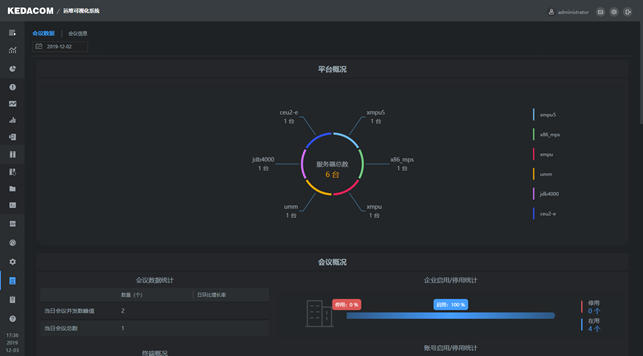 KEDACOM / 运维可视化系统
administrator
会议数据 会议信息
2019-12-02
平台概况
ceu2-e
1 台
xmpu5
1 台
jdb4000
1 台
服务器总数
6 台
x86_mps
1 台
umm
1 台
xmpu
1 台
xmpu5
x86_mps
xmpu
umm
jdb4000
ceu2-e
会议概况
会议数据统计
数量（个） 日环比增长率
当日会议并发数峰值 2
当日会议总数 1
企业启用/停用统计
停用：0 %
启用：100 %
停用
0 个
在用
4 个
终端概况
账号启用/停用统计
17:36
2019
12-03